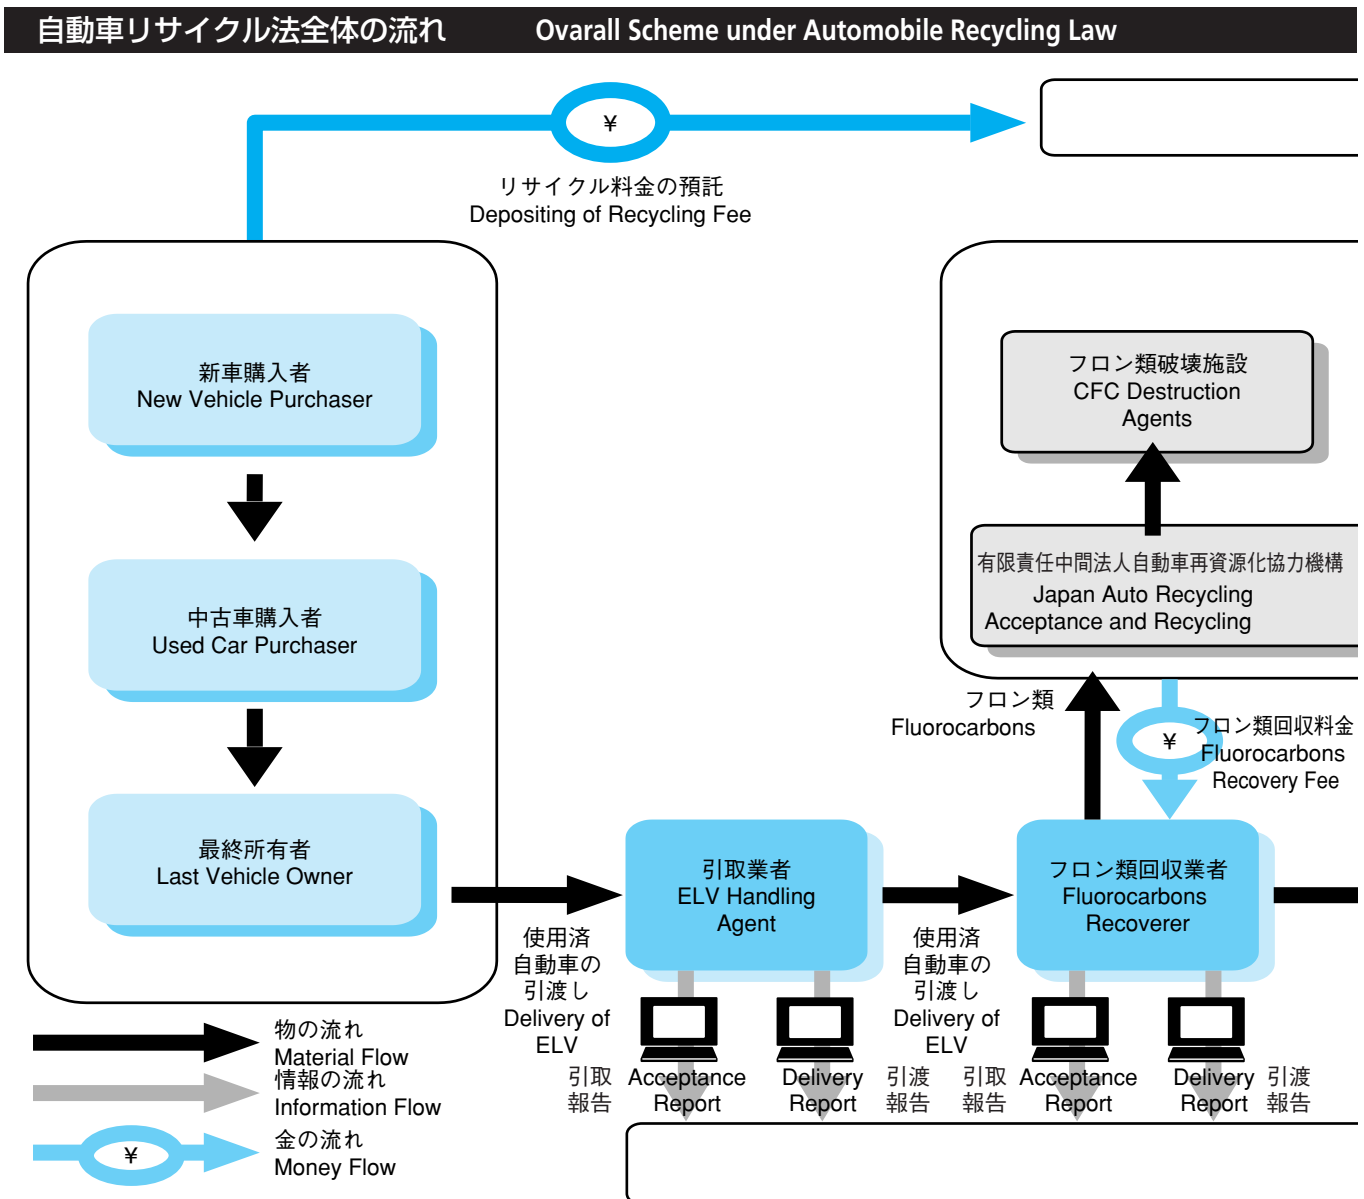 自動車リサイクル法全体の流れ
Ovarall Scheme under Automobile Recycling Law
¥
リサイクル料金の預託
Depositing of Recycling Fee
新車購入者
New Vehicle Purchaser
中古車購入者
Used Car Purchaser
最終所有者
Last Vehicle Owner
フロン類破壊施設
CFC Destruction
Agents
有限責任中間法人自動車再資源化協力機構
Japan Auto Recycling
Acceptance and Recycling
フロン類
Fluorocarbons
¥
フロン類回収料金
Fluorocarbons
Recovery Fee
引取業者
ELV Handling
Agent
フロン類回収業者
Fluorocarbons
Recoverer
使用済
自動車の
引渡し
Delivery of
ELV
使用済
自動車の
引渡し
Delivery of
ELV
引取
報告
Acceptance
Report
Delivery
Report
引渡
報告
引取
報告
Acceptance
Report
Delivery
Report
引渡
報告
物の流れ
Material Flow
情報の流れ
Information Flow
¥
金の流れ
Money Flow